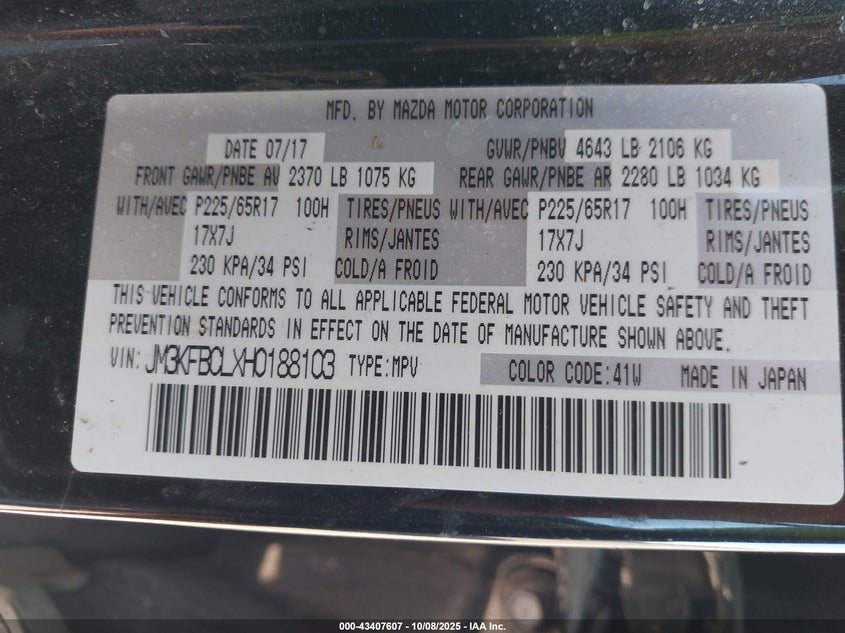 MFD. BY MAZDA MOTOR CORPORATION
DATE 07/17 GVWR/PNBV 4643 LB 2106 KG
FRONT GAWR/PNBE AV 2370 LB 1075 KG REAR GAWR/PNBE AR 2280 LB 1034 KG
WITH/AVEC P225/65R17 100H TIRES/PNEUS WITH/AVEC P225/65R17 100H TIRES/PNEUS
17X7J RIMS/JANTES 17X7J RIMS/JANTES
230 KPA/34 PSI COLD/A FROID 230 KPA/34 PSI COLD/A FROID
THIS VEHICLE CONFORMS TO ALL APPLICABLE FEDERAL MOTOR VEHICLE SAFETY AND THEFT
PREVENTION STANDARDS IN EFFECT ON THE DATE OF MANUFACTURE SHOWN ABOVE.
VIN: JM3KFBCLXH0188103 TYPE:MPV COLOR CODE:41W MADE IN JAPAN
000-43407607 - 10/08/2025 - IAAI.com